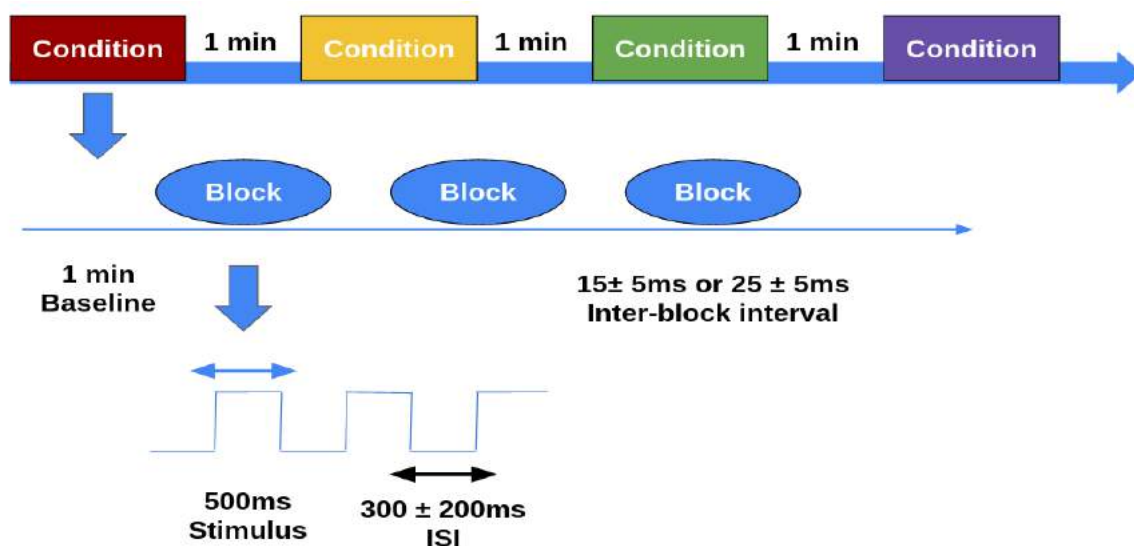 Condition 1 min Condition 1 min Condition 1 min Condition
Block Block Block
1 min
Baseline
15± 5ms or 25 ± 5ms
Inter-block interval
500ms
Stimulus
300 ± 200ms
ISI